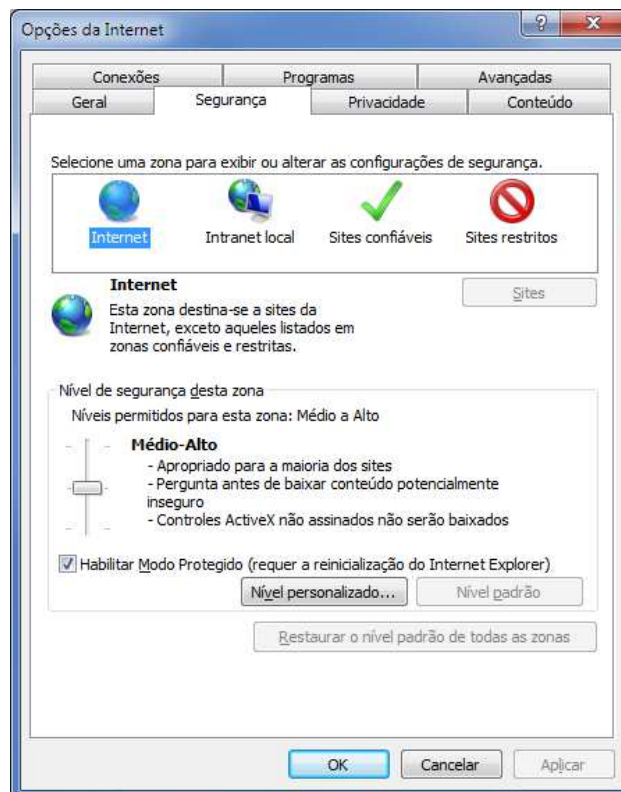 Opções da Internet
Conexões Programas Avançadas
Geral Segurança Privacidade Conteúdo
Selecione uma zona para exibir ou alterar as configurações de segurança.
Internet Intranet local Sites confiáveis Sites restritos
Internet
Sites
Esta zona destina-se a sites da
Internet, exceto aqueles listados em
zonas confiáveis e restritas.
Nível de segurança desta zona
Níveis permitidos para esta zona: Médio a Alto
Médio-Alto
- Apropriado para a maioria dos sites
- Pergunta antes de baixar conteúdo potencialmente
inseguro
- Controles ActiveX não assinados não serão baixados
Habilitar Modo Protegido (requer a reinicialização do Internet Explorer)
Nível personalizado... Nível padrão
Restaurar o nível padrão de todas as zonas
OK Cancelar Aplicar